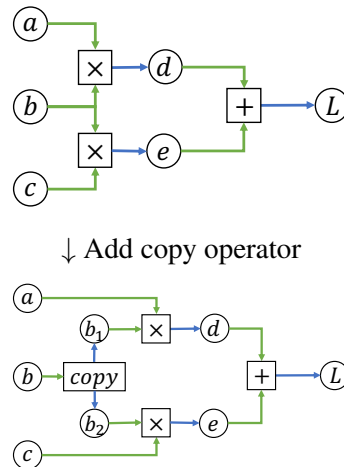 a
× d
b + L
× e
c
↓ Add copy operator
a
b₁ × d
b copy + L
b₂ × e
c